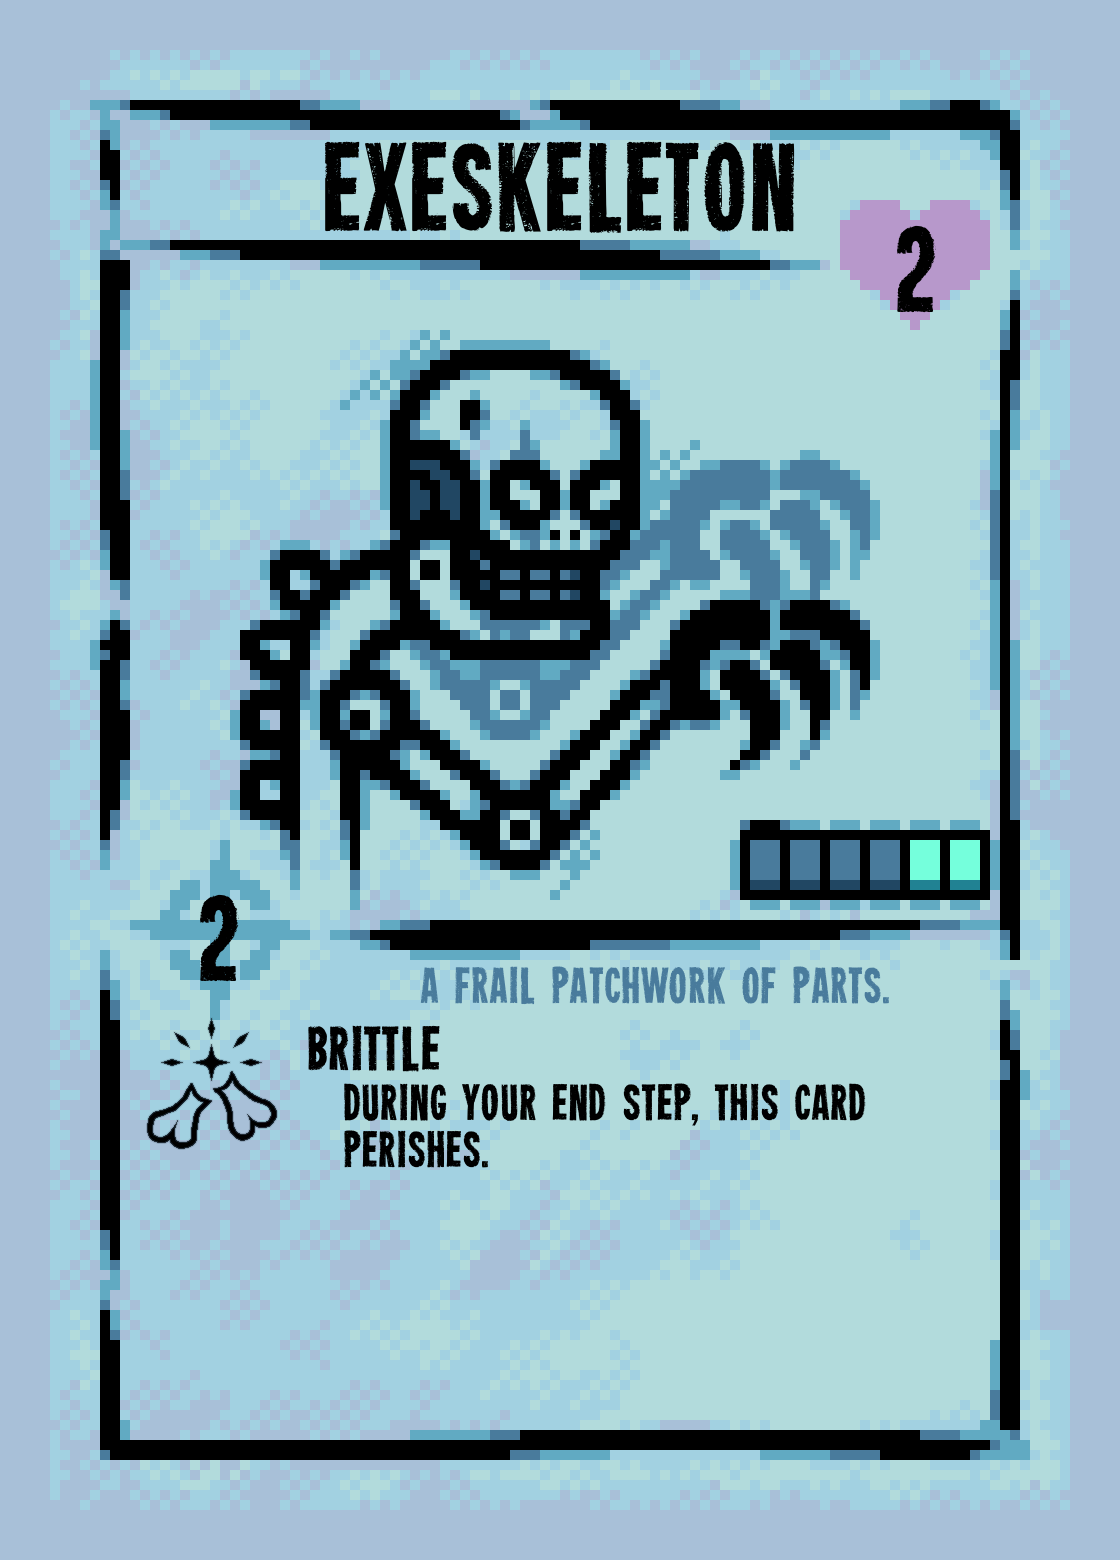 EXESKELETON
2
2
A FRAIL PATCHWORK OF PARTS.
BRITTLE
DURING YOUR END STEP, THIS CARD
PERISHES.